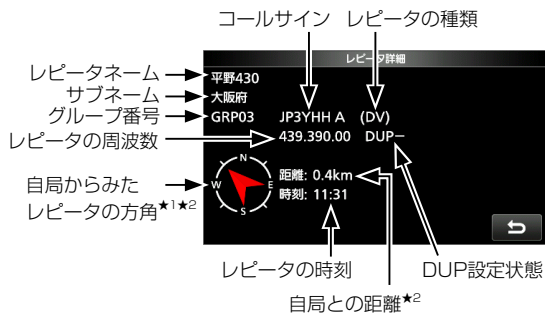 コールサイン レピータの種類
レピータ詳細
レピータネーム 平野430
サブネーム 大阪府
グループ番号 GRP03 JP3YHH A (DV)
レピータの周波数 439.390.00 DUP−
N
W E
S
自局からみた
レピータの方角★1★2
距離: 0.4km
時刻: 11:31
レピータの時刻 DUP設定状態
自局との距離★2